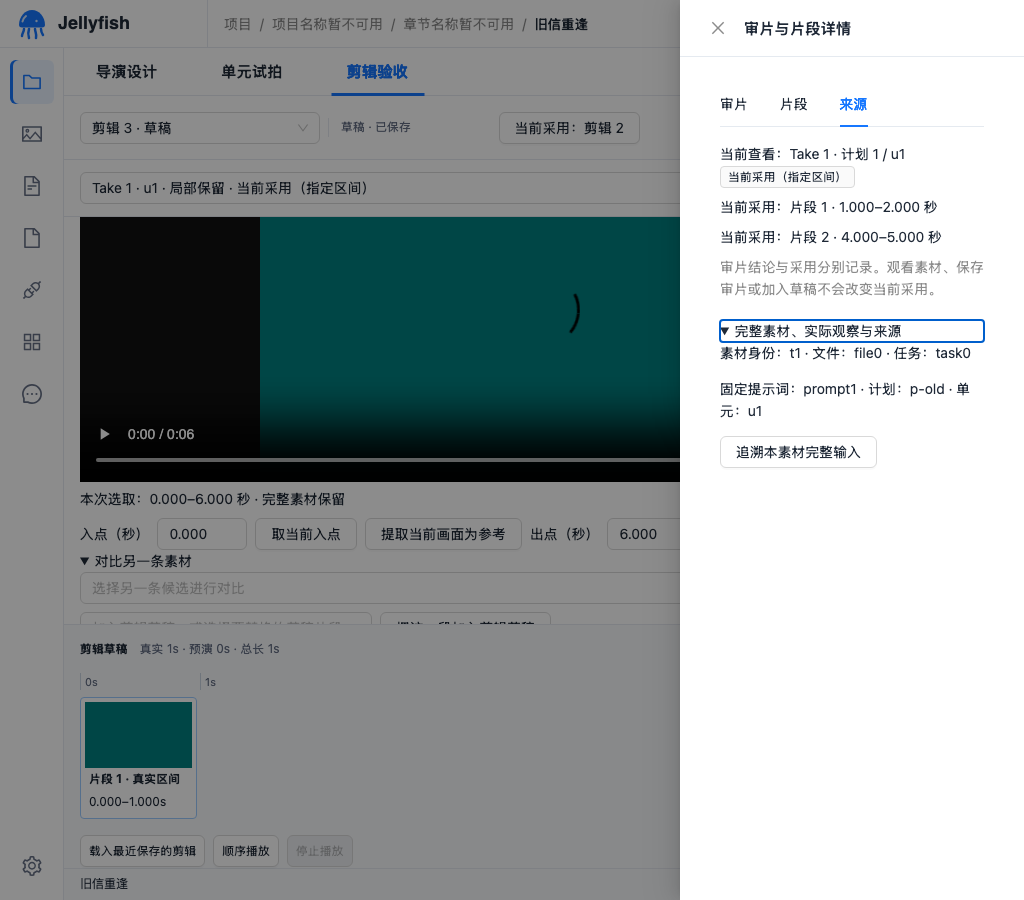 Jellyfish
项目 / 项目名称暂不可用 / 章节名称暂不可用 / 旧信重逢
导演设计 单元试拍 剪辑验收
剪辑 3 · 草稿
草稿 · 已保存
当前采用：剪辑 2
Take 1 · u1 · 局部保留 · 当前采用（指定区间）
0:00 / 0:06
本次选取：0.000–6.000 秒 · 完整素材保留
入点（秒） 0.000 取当前入点 提取当前画面为参考 出点（秒） 6.000
▼ 对比另一条素材
选择另一条候选进行对比
剪辑草稿 真实 1s · 预演 0s · 总长 1s
0s 1s
片段 1 · 真实区间
0.000–1.000s
载入最近保存的剪辑 顺序播放 停止播放
旧信重逢
审片与片段详情
审片 片段 来源
当前查看：Take 1 · 计划 1 / u1
当前采用（指定区间）
当前采用：片段 1 · 1.000–2.000 秒
当前采用：片段 2 · 4.000–5.000 秒
审片结论与采用分别记录。观看素材、保存
审片或加入草稿不会改变当前采用。
▼ 完整素材、实际观察与来源
素材身份：t1 · 文件：file0 · 任务：task0
固定提示词：prompt1 · 计划：p-old · 单
元：u1
追溯本素材完整输入